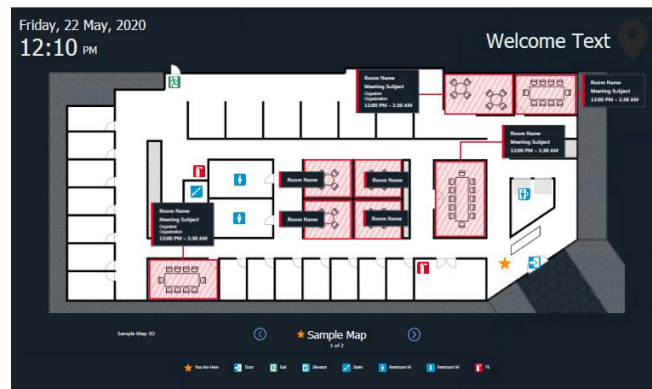 Friday, 22 May, 2020
12:10 PM
Welcome Text
Room Name
Meeting Subject
Organizer
Organization
12:00 PM – 1:30 AM
Room Name
Meeting Subject
12:00 PM – 1:30 AM
Room Name
Meeting Subject
12:00 PM – 1:30 AM
Room Name
Room Name
Room Name
Room Name
Room Name
Meeting Subject
Organizer
Organization
12:00 PM – 1:30 AM
Sample Map 3D
Sample Map
1 of 2
You Are Here
Door
Exit
Elevator
Stairs
Restroom M
Restroom W
FE